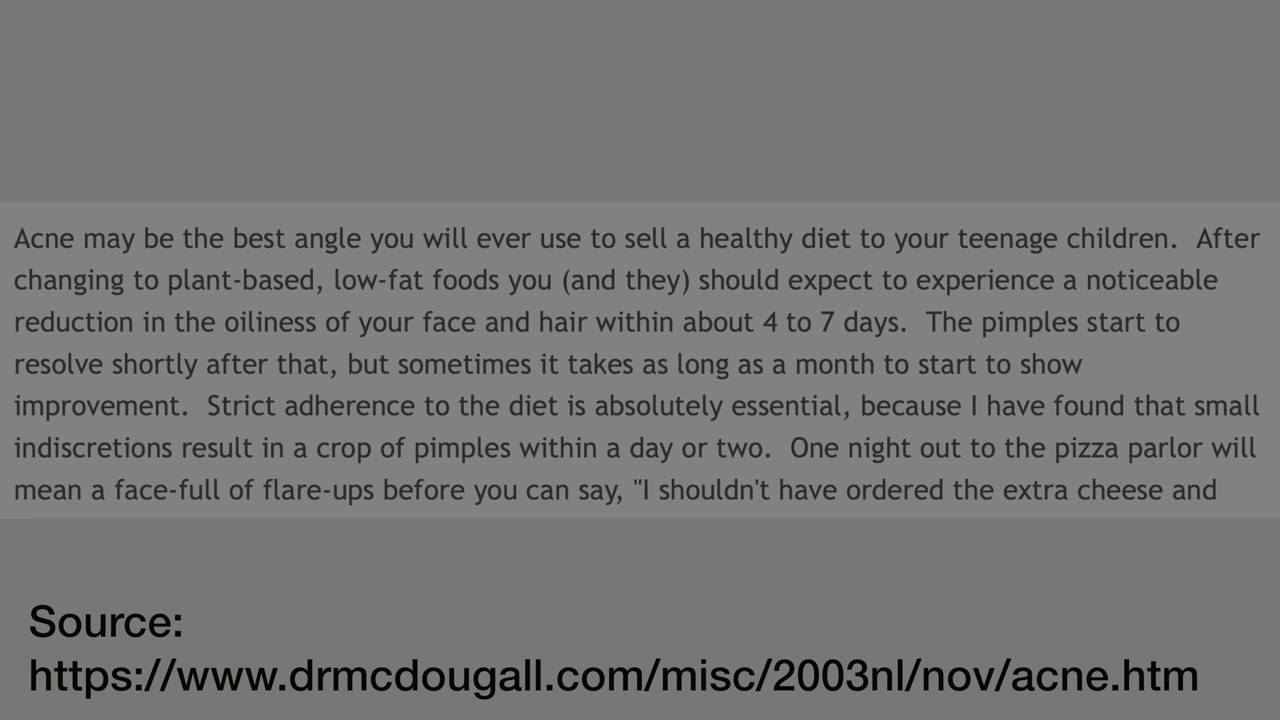 Acne may be the best angle you will ever use to sell a healthy diet to your teenage children.  After
changing to plant-based, low-fat foods you (and they) should expect to experience a noticeable
reduction in the oiliness of your face and hair within about 4 to 7 days.  The pimples start to
resolve shortly after that, but sometimes it takes as long as a month to start to show
improvement.  Strict adherence to the diet is absolutely essential, because I have found that small
indiscretions result in a crop of pimples within a day or two.  One night out to the pizza parlor will
mean a face-full of flare-ups before you can say, "I shouldn't have ordered the extra cheese and
Source:
https://www.drmcdougall.com/misc/2003nl/nov/acne.htm